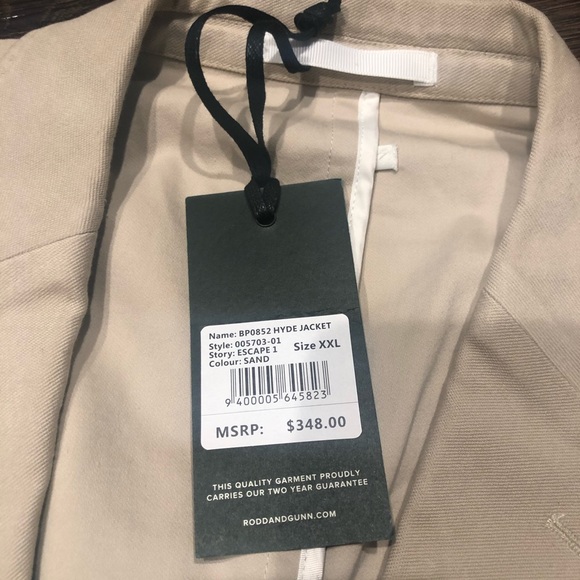 Name: BP0852 HYDE JACKET
Style: 005703-01
Story: ESCAPE 1 Size XXL
Colour: SAND
9 400005 645823
MSRP: $348.00
THIS QUALITY GARMENT PROUDLY
CARRIES OUR TWO YEAR GUARANTEE
RODDANDGUNN.COM